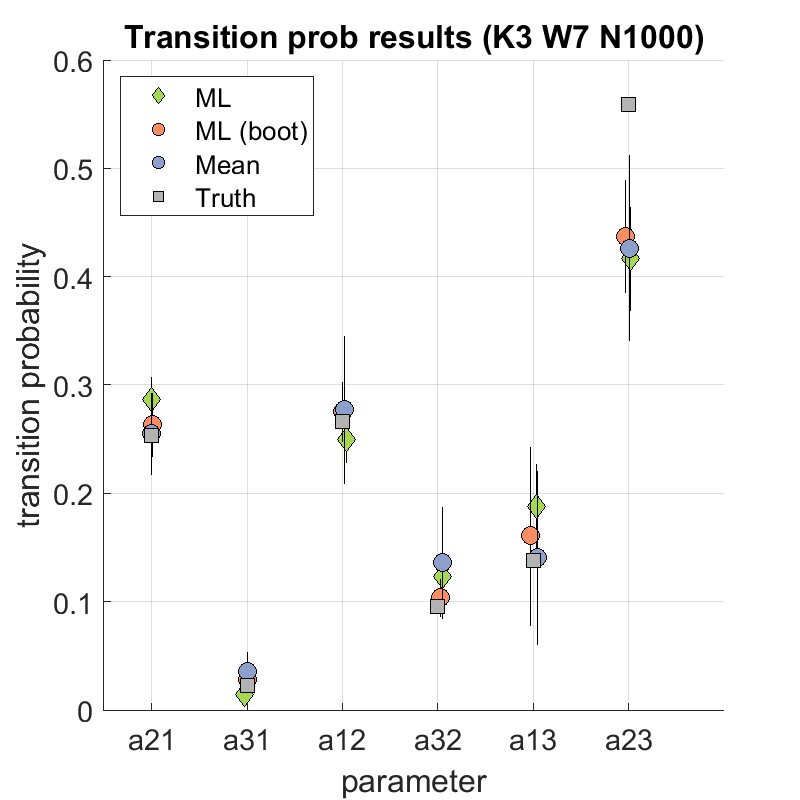 Transition prob results (K3 W7 N1000)
ML
ML (boot)
Mean
Truth
0.6
0.5
0.4
0.3
0.2
0.1
0
transition probability
a21 a31 a12 a32 a13 a23
parameter